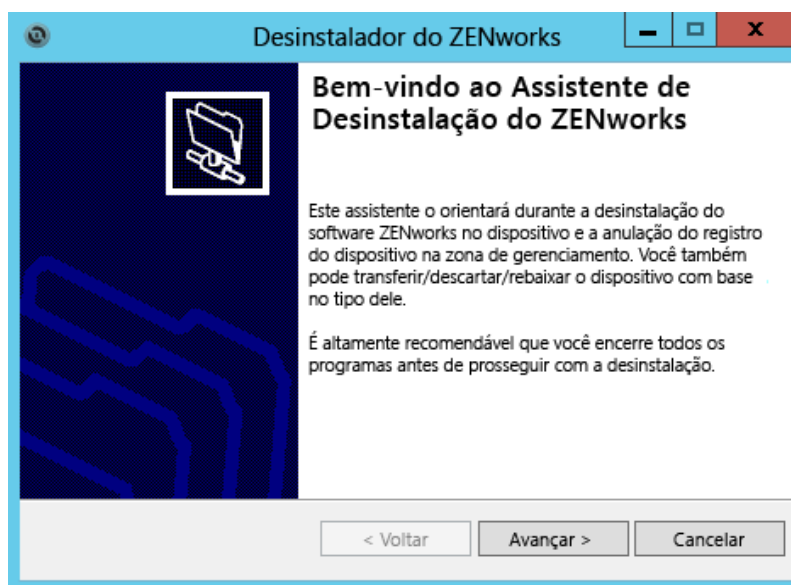 Desinstalador do ZENworks
Bem-vindo ao Assistente de
Desinstalação do ZENworks
Este assistente o orientará durante a desinstalação do
software ZENworks no dispositivo e a anulação do registro
do dispositivo na zona de gerenciamento. Você também
pode transferir/descartar/rebaixar o dispositivo com base
no tipo dele.
É altamente recomendável que você encerre todos os
programas antes de prosseguir com a desinstalação.
< Voltar
Avançar >
Cancelar